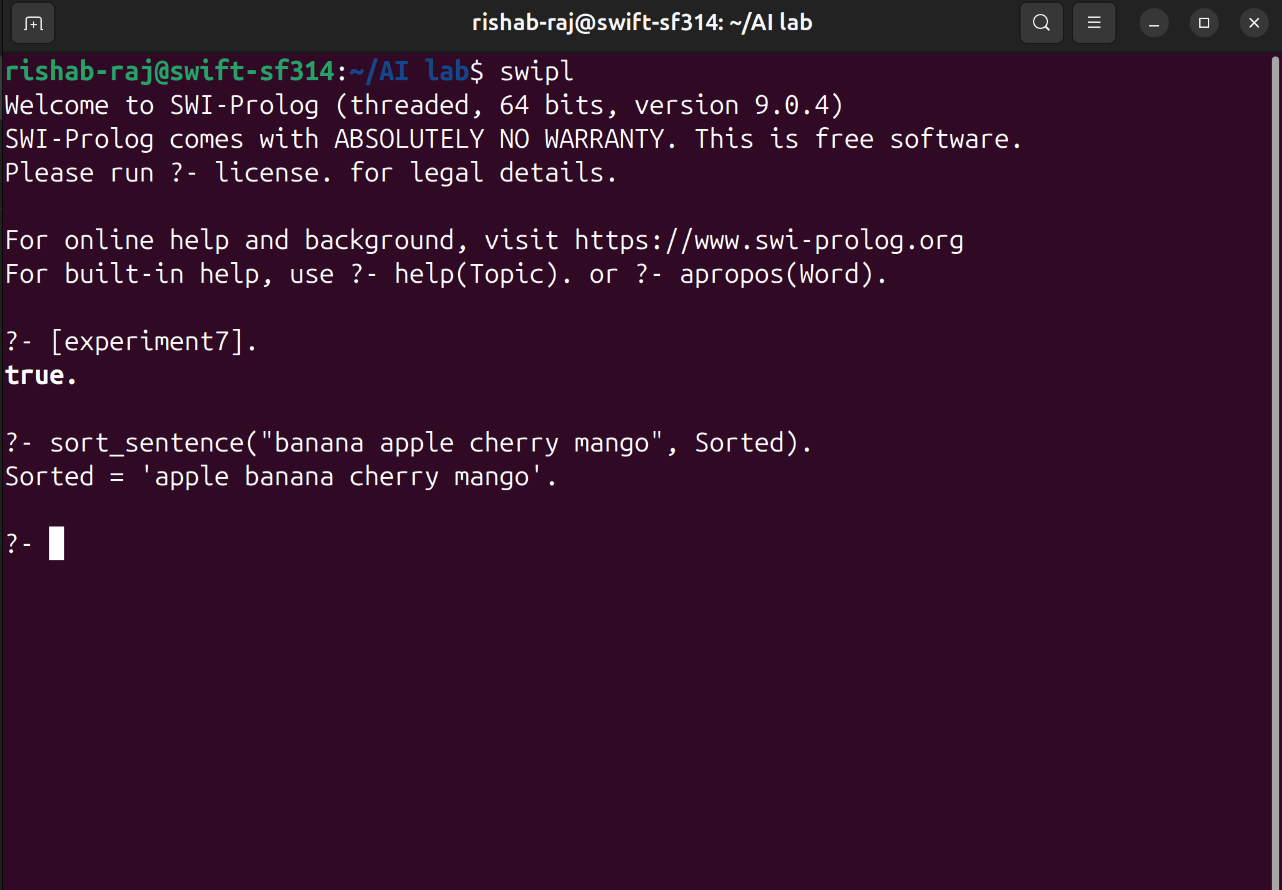 rishab-raj@swift-sf314: ~/AI lab
rishab-raj@swift-sf314:~/AI lab$ swipl
Welcome to SWI-Prolog (threaded, 64 bits, version 9.0.4)
SWI-Prolog comes with ABSOLUTELY NO WARRANTY. This is free software.
Please run ?- license. for legal details.
For online help and background, visit https://www.swi-prolog.org
For built-in help, use ?- help(Topic). or ?- apropos(Word).
?- [experiment7].
true.
?- sort_sentence("banana apple cherry mango", Sorted).
Sorted = 'apple banana cherry mango'.
?-